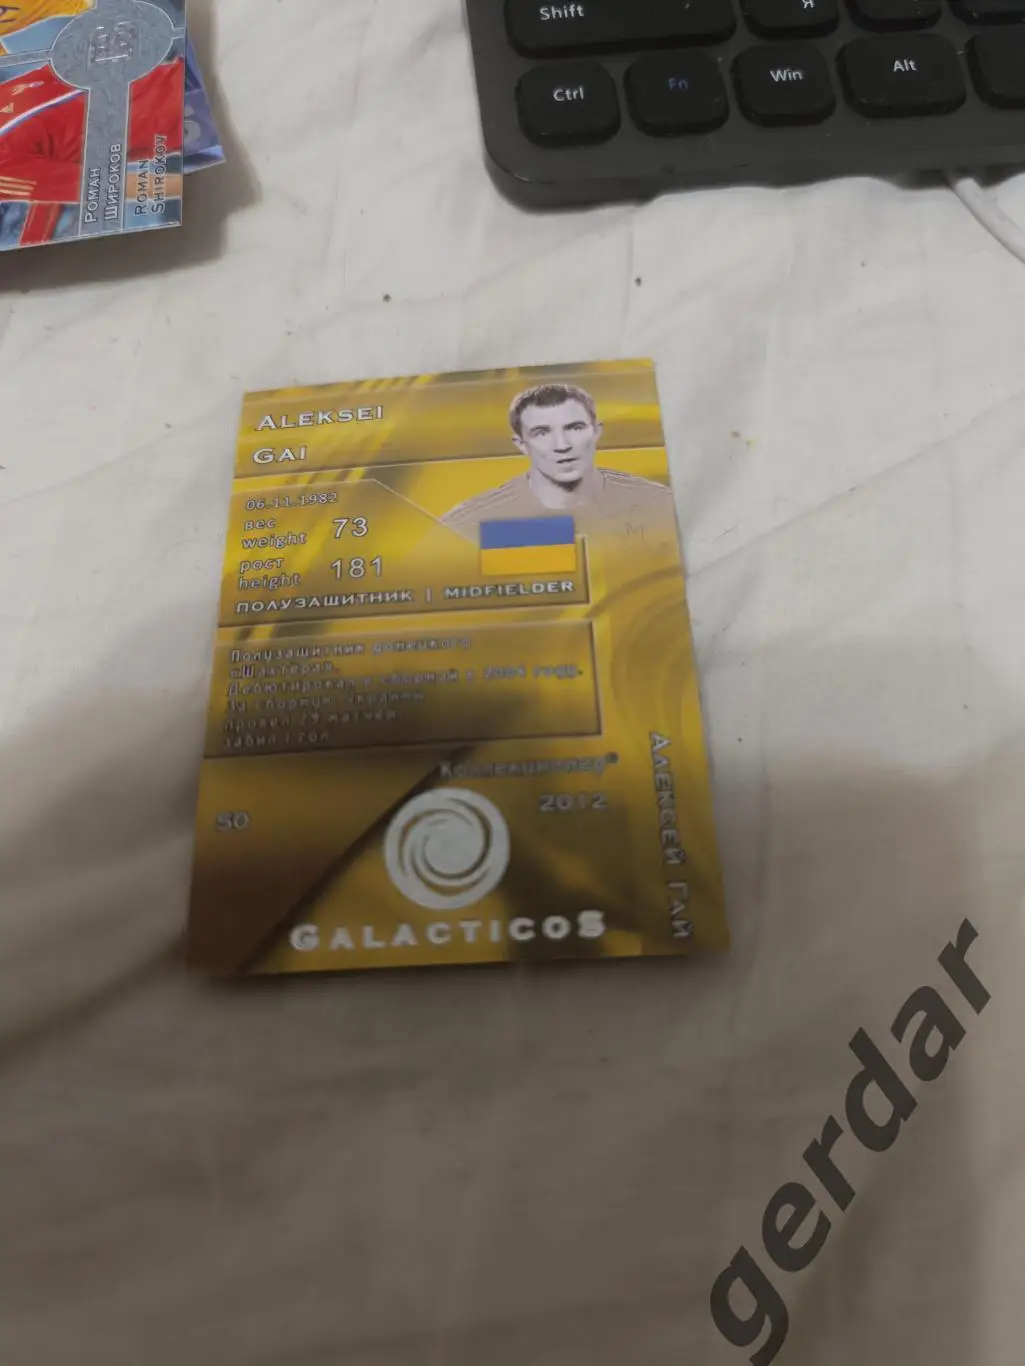 Shift
Я
Ctrl
Fn
Win
Alt
Роман
Широков
Roman
Shirokov
Aleksei
Gai
06.11.1982
вес
weight 73
рост
height 181
полузащитник | midfielder
Полузащитник донецкого
«Шахтера».
Дебютировал в сборной в году.
За сборную Украины
провел 29 матчей
забил 1 гол
Коллекционер®
50
2012
Galacticos
Алексей Гай
gerdar